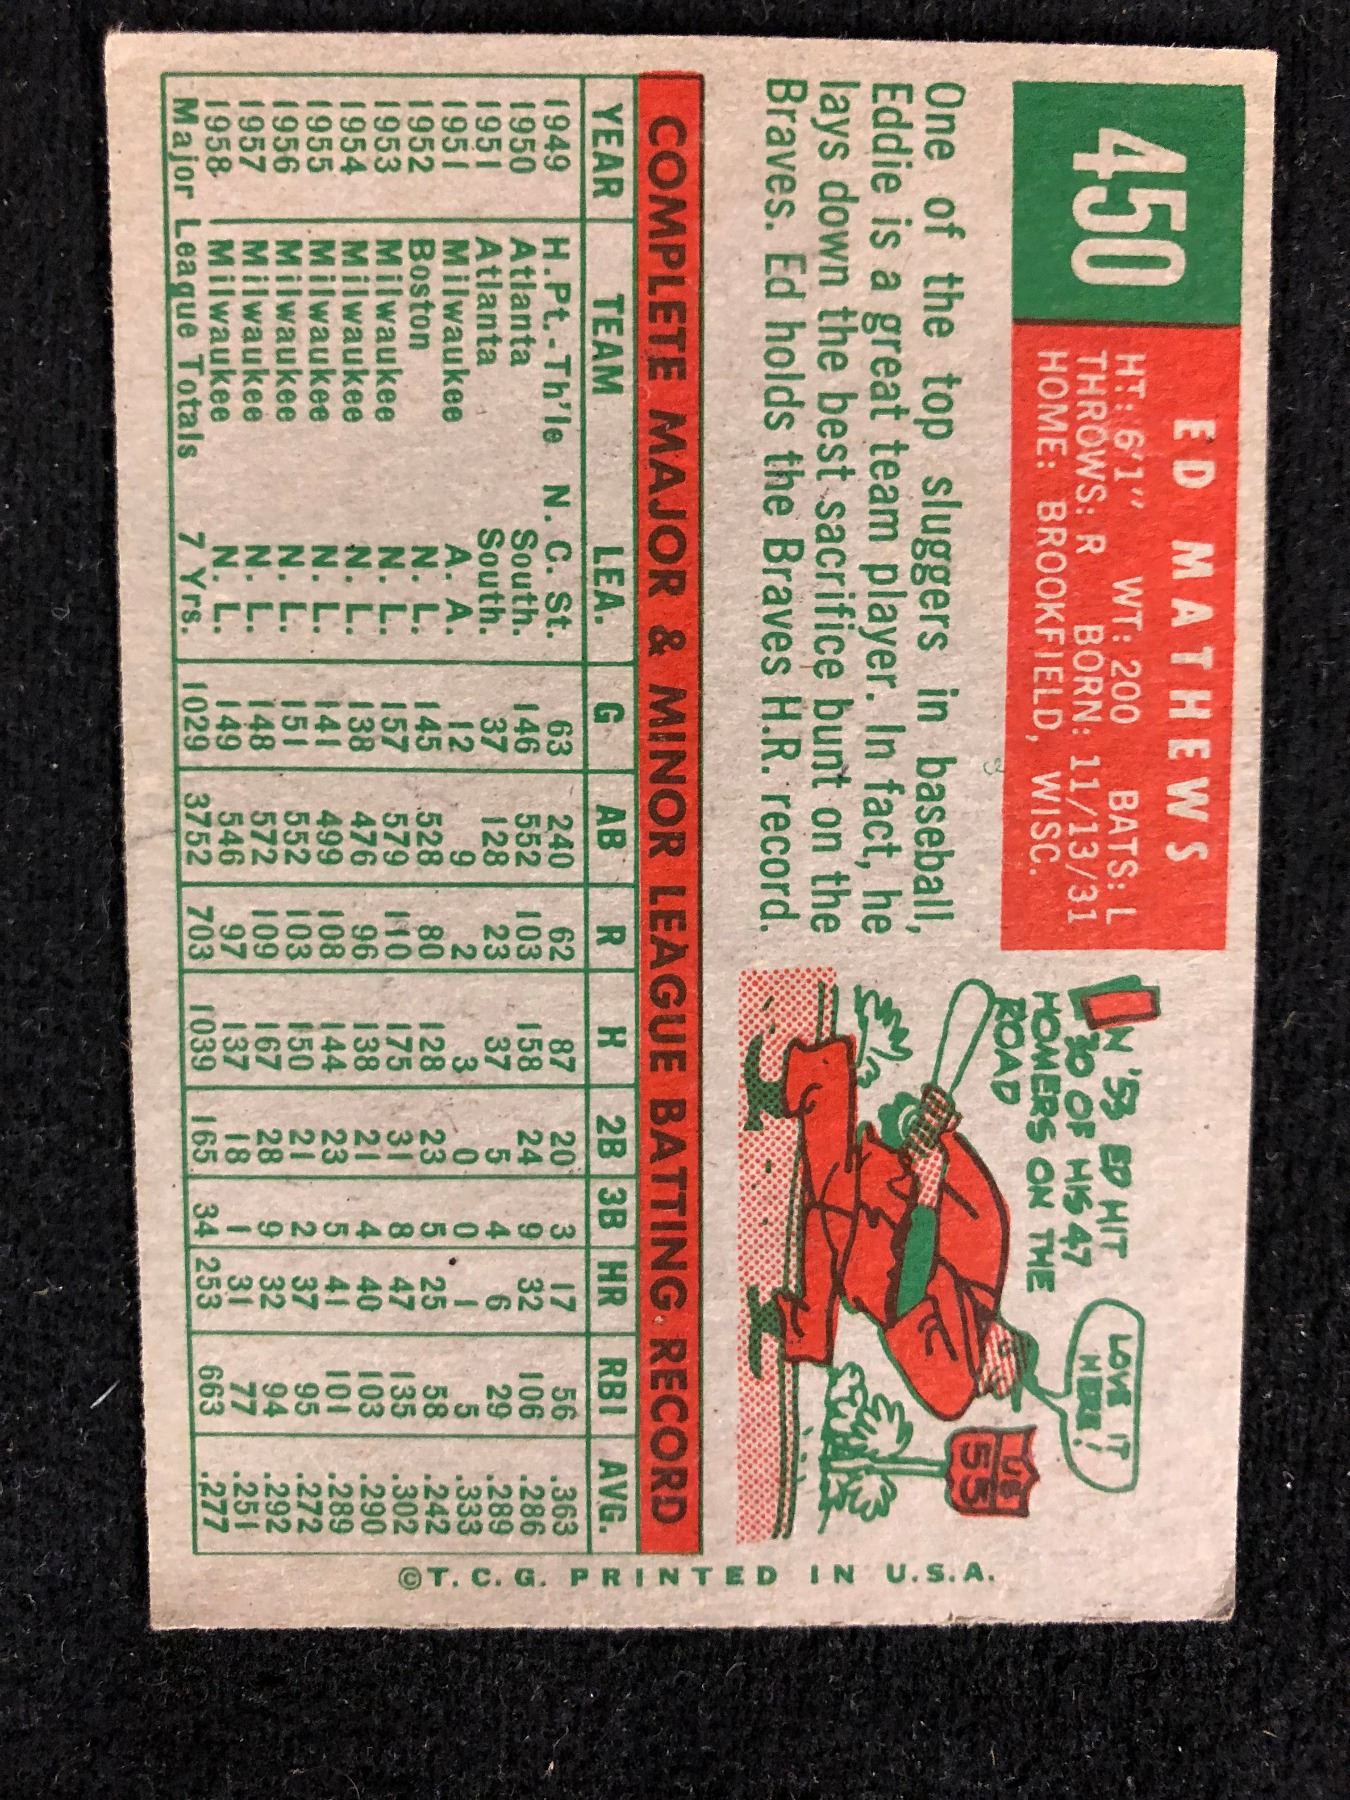 450
ED MATHEWS
HT: 6'1" WT: 200 BATS: L
THROWS: R BORN: 11/13/31
HOME: BROOKFIELD, WISC.
One of the top sluggers in baseball,
Eddie is a great team player. In fact, he
lays down the best sacrifice bunt on the
Braves. Ed holds the Braves H.R. record.
IN '53 ED HIT
30 OF HIS 47
HOMERS ON THE
ROAD
LOVE IT
HERE!
US
55
COMPLETE MAJOR & MINOR LEAGUE BATTING RECORD
YEAR TEAM LEA. G AB R H 2B 3B HR RBI AVG.
1949 H.Pt.-Th'le N. C. St. 63 240 62 87 20 3 17 56 .363
1950 Atlanta South. 146 552 103 158 24 9 32 106 .286
1951 Atlanta South. 37 128 23 37 5 4 6 29 .289
1951 Milwaukee A. A. 12 9 2 3 0 0 1 5 .333
1952 Boston N. L. 145 528 80 128 23 5 25 58 .242
1953 Milwaukee N. L. 157 579 110 175 31 8 47 135 .302
1954 Milwaukee N. L. 138 476 96 138 21 4 40 103 .290
1955 Milwaukee N. L. 141 499 108 144 23 5 41 101 .289
1956 Milwaukee N. L. 151 552 103 150 21 2 37 95 .272
1957 Milwaukee N. L. 148 572 109 167 28 9 32 94 .292
1958 Milwaukee N. L. 149 546 97 137 18 1 31 77 .251
Major League Totals 7 Yrs. 1029 3752 703 1039 165 34 253 663 .277
©T. C. G. PRINTED IN U.S.A.